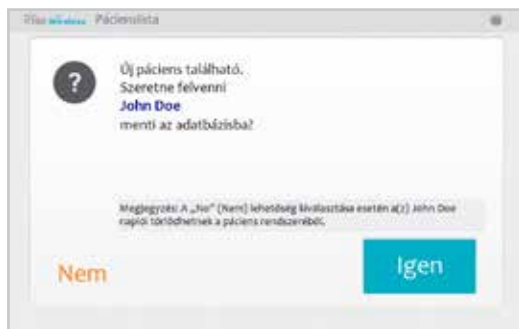 Pácienslista
Új páciens található.
Szeretne felvenni
John Doe
menti az adatbázisba?
Megjegyzés: A „No” (Nem) lehetőség kiválasztása esetén a(z) John Doe
naplói törlődhetnek a páciens rendszeréből.
Nem
Igen